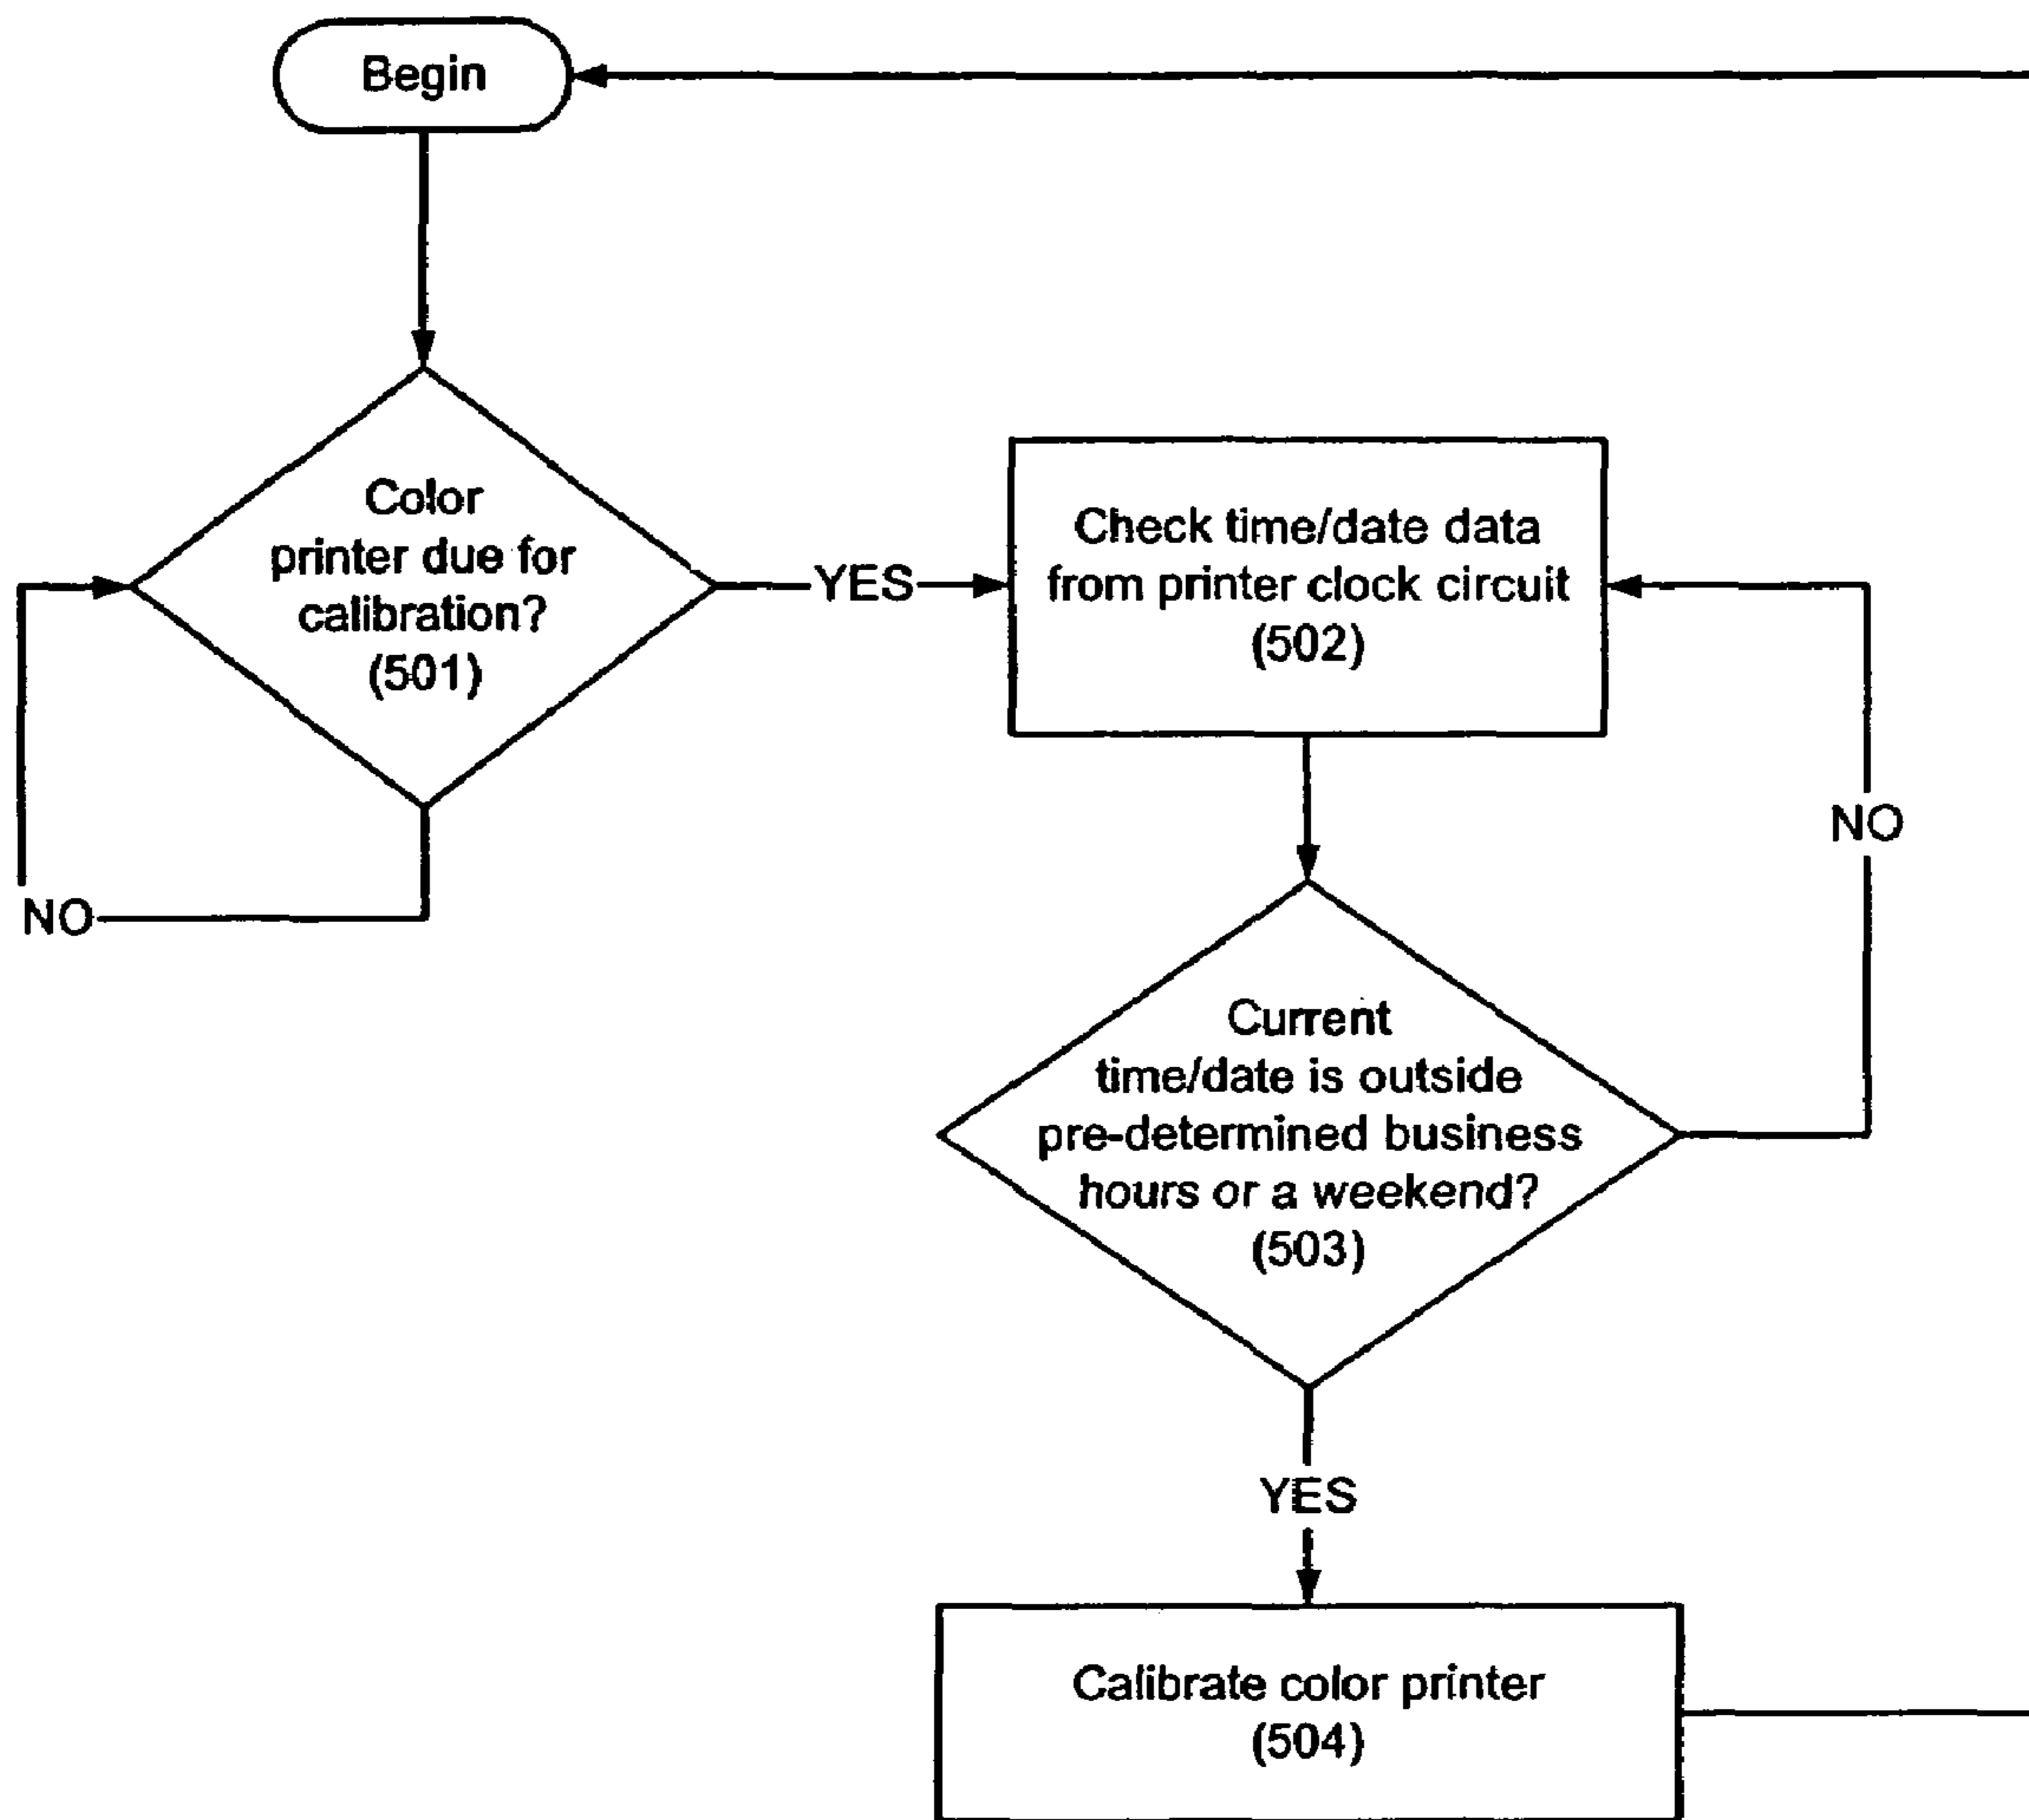 Begin
Color
printer due for
calibration?
(501)
YES
NO
Check time/date data
from printer clock circuit
(502)
NO
Current
time/date is outside
pre-determined business
hours or a weekend?
(503)
YES
Calibrate color printer
(504)